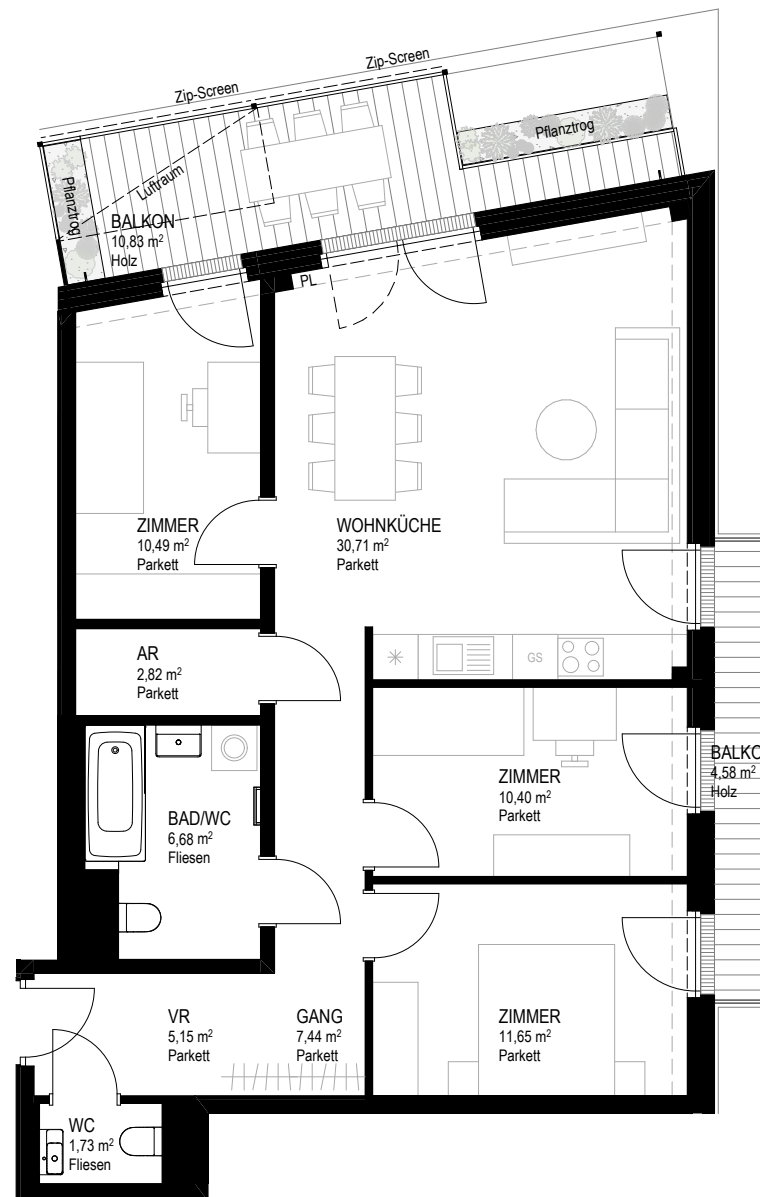 Zip-Screen
Zip-Screen
Pflanztrog
Pflanztrog
Luftraum
BALKON
10,83 m²
Holz
PL
ZIMMER
10,49 m²
Parkett
WOHNKÜCHE
30,71 m²
Parkett
AR
2,82 m²
Parkett
GS
BAD/WC
6,68 m²
Fliesen
ZIMMER
10,40 m²
Parkett
BALKO
4,58 m²
Holz
VR
5,15 m²
Parkett
GANG
7,44 m²
Parkett
ZIMMER
11,65 m²
Parkett
WC
1,73 m²
Fliesen